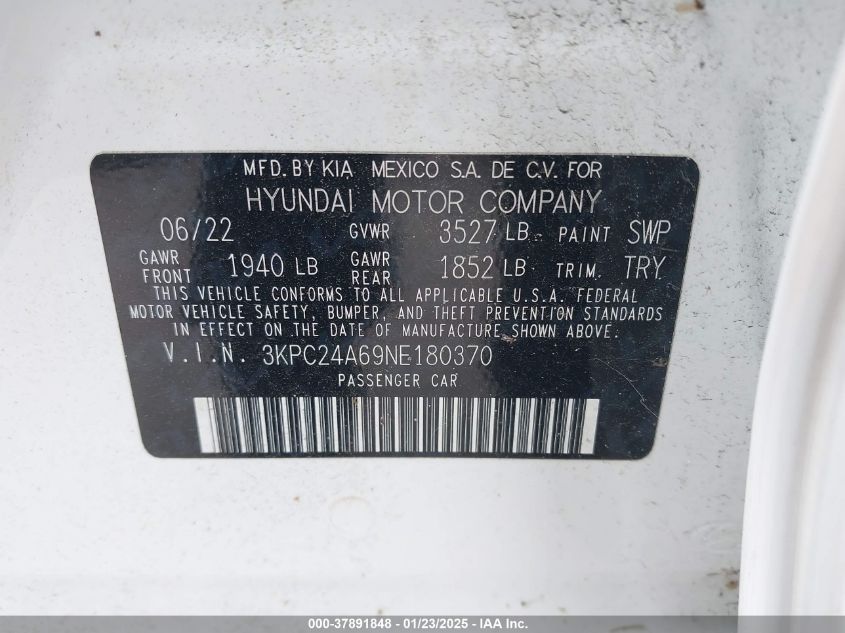 MFD. BY KIA MEXICO S.A. DE C.V. FOR
HYUNDAI MOTOR COMPANY
06/22 GVWR 3527 LB PAINT SWP
GAWR FRONT 1940 LB GAWR REAR 1852 LB TRIM. TRY
THIS VEHICLE CONFORMS TO ALL APPLICABLE U.S.A. FEDERAL
MOTOR VEHICLE SAFETY, BUMPER, AND THEFT PREVENTION STANDARDS
IN EFFECT ON THE DATE OF MANUFACTURE SHOWN ABOVE.
V.I.N. 3KPC24A69NE180370
PASSENGER CAR
000-37891848 - 01/23/2025 - IAA Inc.